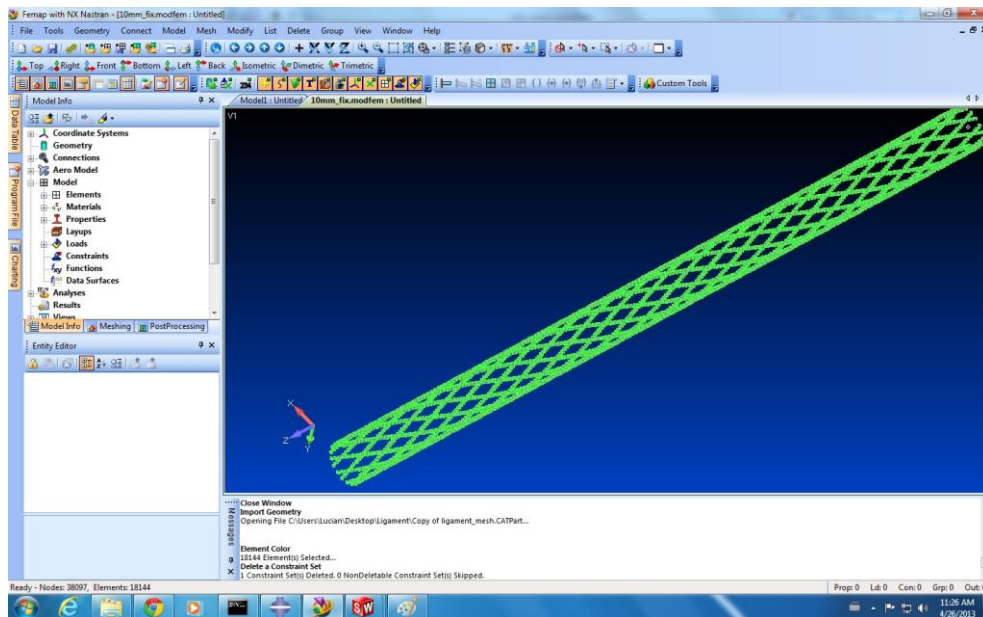 Femap with NX Nastran - [10mm_fix.modfem : Untitled]
File Tools Geometry Connect Model Mesh Modify List Delete Group View Window Help
Top Right Front Bottom Left Back Isometric Dimetric Trimetric
Custom Tools
Model Info
Model1 : Untitled 10mm_fix.modfem : Untitled
V1
Data Table
Program File
Charting
Coordinate Systems
Geometry
Connections
Aero Model
Model
Elements
Materials
Properties
Layups
Loads
Constraints
Functions
Data Surfaces
Analyses
Results
Views
Model Info Meshing PostProcessing
Entity Editor
X
Z
Y
Messages
Close Window
Import Geometry
Opening File C:\Users\Lucian\Desktop\Ligament\Copy of ligament_mesh.CATPart...
Element Color
18144 Element(s) Selected...
Delete a Constraint Set
1 Constraint Set(s) Deleted. 0 NonDeletable Constraint Set(s) Skipped.
Ready - Nodes: 38097, Elements: 18144 Prop: 0 Ld: 0 Con: 0 Grp: 0 Out:
11:26 AM
4/26/2013